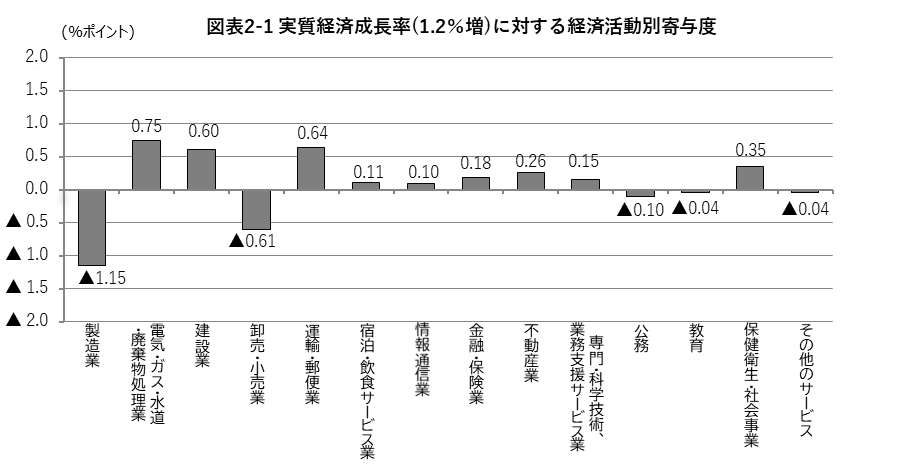 図表2-1 実質経済成長率(1.2％増)に対する経済活動別寄与度
(％ポイント)
2.0
1.5
1.0
0.5
0.0
▲ 0.5
▲ 1.0
▲ 1.5
▲ 2.0
▲1.15
0.75
0.60
▲0.61
0.64
0.11
0.10
0.18
0.26
0.15
▲0.10
▲0.04
0.35
▲0.04
製造業
電気・ガス・水道
・廃棄物処理業
建設業
卸売・小売業
運輸・郵便業
宿泊・飲食サービス業
情報通信業
金融・保険業
不動産業
専門・科学技術、
業務支援サービス業
公務
教育
保健衛生・社会事業
その他のサービス